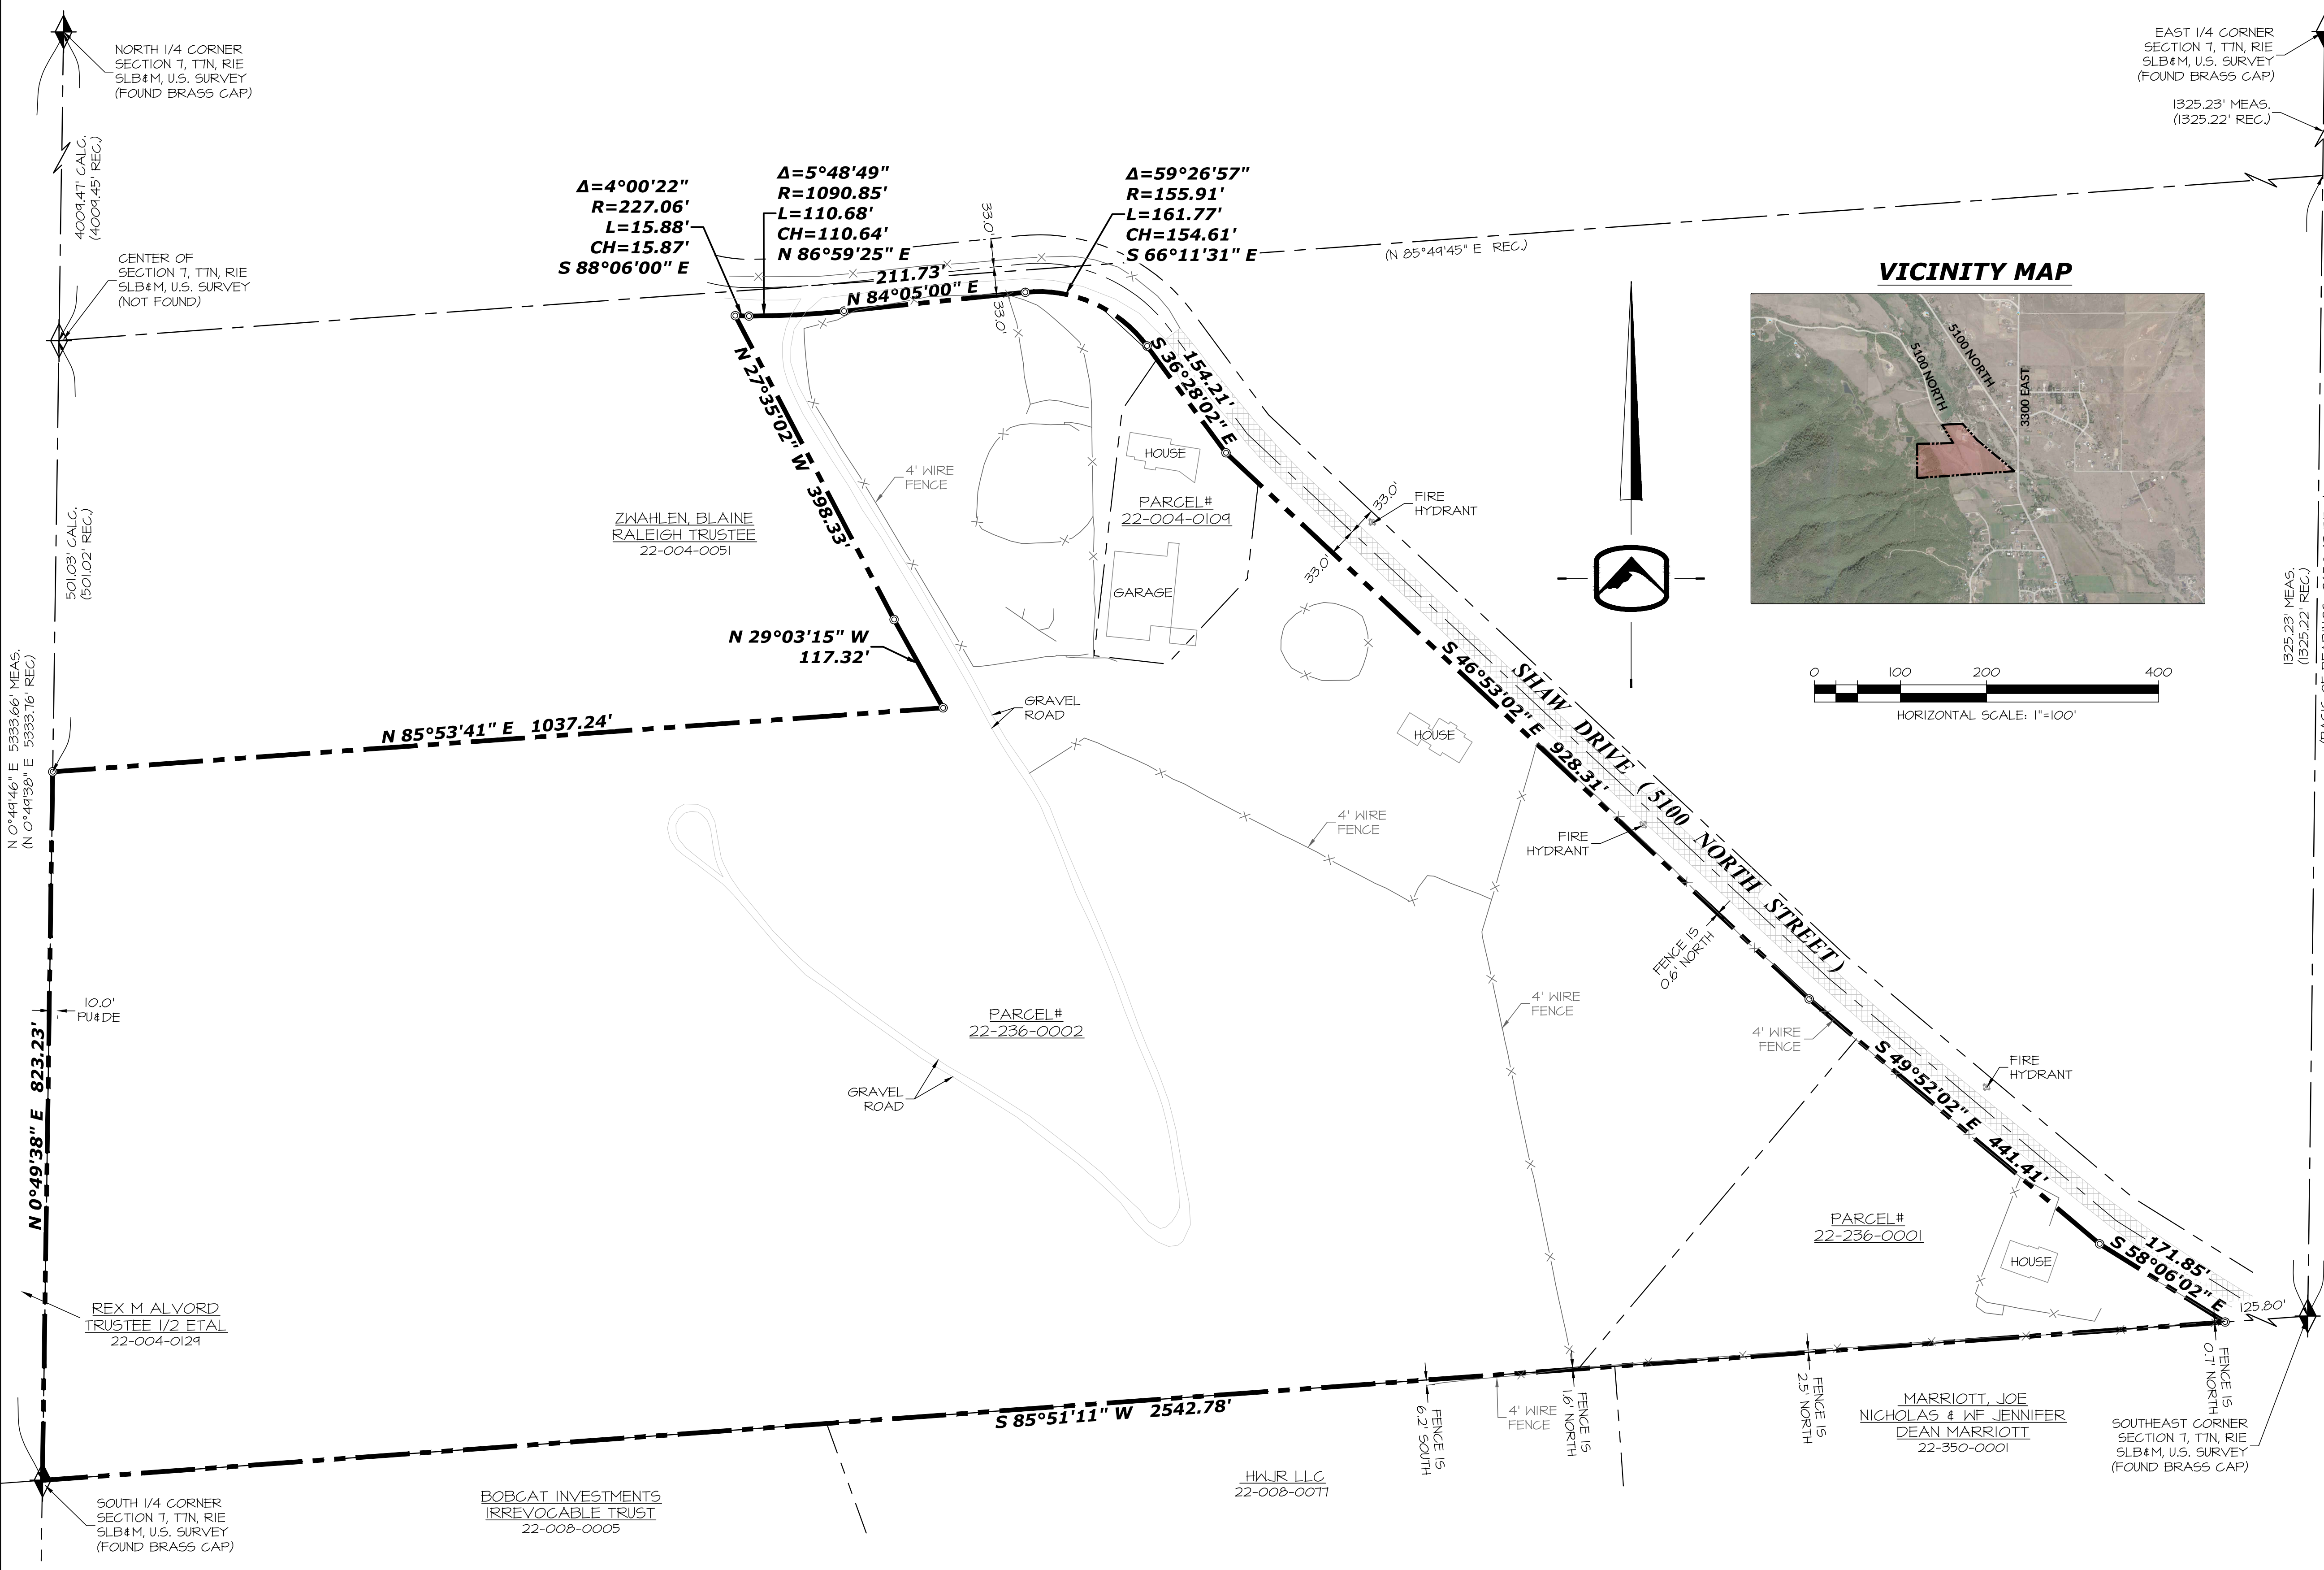 NORTH 1/4 CORNER
SECTION 7, T7N, R1E
SLB&M, U.S. SURVEY
(FOUND BRASS CAP)
EAST 1/4 CORNER
SECTION 7, T7N, R1E
SLB&M, U.S. SURVEY
(FOUND BRASS CAP)
1325.23' MEAS.
(1325.22' REC.)
4009.47' CALC.
(4009.45' REC.)
Δ=4°00'22"
R=227.06'
L=15.88'
CH=15.87'
S 88°06'00" E
Δ=5°48'49"
R=1090.85'
L=110.68'
CH=110.64'
N 86°59'25" E
Δ=59°26'57"
R=155.91'
L=161.77'
CH=154.61'
S 66°11'31" E
33.0'
33.0'
211.73'
N 84°05'00" E
(N 85°49'45" E REC.)
CENTER OF
SECTION 7, T7N, R1E
SLB&M, U.S. SURVEY
(NOT FOUND)
VICINITY MAP
5100 NORTH
5100 NORTH
3300 EAST
154.21'
S 36°28'02" E
N 27°35'02" W 398.33'
4' WIRE
FENCE
HOUSE
PARCEL#
22-004-0109
GARAGE
33.0'
33.0'
FIRE
HYDRANT
ZWAHLEN, BLAINE
RALEIGH TRUSTEE
22-004-0051
501.03' CALC.
(501.02' REC.)
N 29°03'15" W
117.32'
N 0°49'46" E 5333.66' MEAS.
(N 0°49'38" E 5333.76' REC)
N 85°53'41" E 1037.24'
GRAVEL
ROAD
HOUSE
S 46°53'02" E 928.31'
SHAW DRIVE (5100 NORTH STREET)
0 100 200 400
HORIZONTAL SCALE: 1"=100'
1325.23' MEAS.
(1325.22' REC.)
4' WIRE
FENCE
FIRE
HYDRANT
FENCE IS
0.6' NORTH
10.0'
PU&DE
N 0°49'38" E 823.23'
PARCEL#
22-236-0002
4' WIRE
FENCE
4' WIRE
FENCE
GRAVEL
ROAD
S 49°52'02" E 441.41'
FIRE
HYDRANT
PARCEL#
22-236-0001
HOUSE
171.85'
S 58°06'02" E
125.80'
REX M ALVORD
TRUSTEE 1/2 ETAL
22-004-0129
S 85°51'11" W 2542.78'
FENCE IS
6.2' SOUTH
4' WIRE
FENCE
FENCE IS
1.6' NORTH
FENCE IS
2.5' NORTH
FENCE IS
0.7' NORTH
MARRIOTT, JOE
NICHOLAS & WF JENNIFER
DEAN MARRIOTT
22-350-0001
SOUTHEAST CORNER
SECTION 7, T7N, R1E
SLB&M, U.S. SURVEY
(FOUND BRASS CAP)
HWJR LLC
22-008-0077
BOBCAT INVESTMENTS
IRREVOCABLE TRUST
22-008-0005
SOUTH 1/4 CORNER
SECTION 7, T7N, R1E
SLB&M, U.S. SURVEY
(FOUND BRASS CAP)